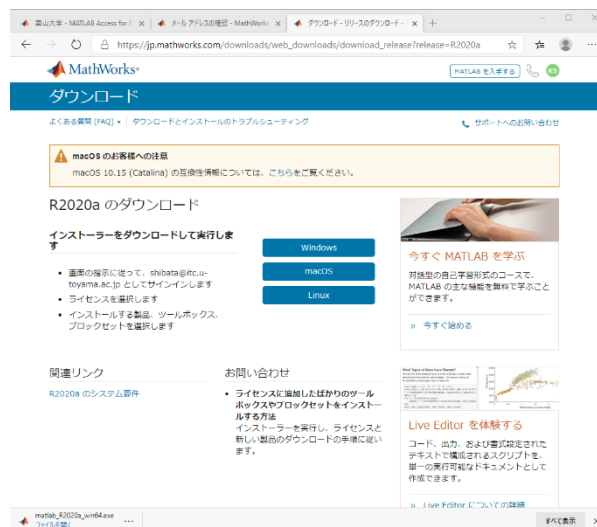 富山大学 - MATLAB Access for E
メール アドレスの確認 - MathWorks
ダウンロード - リリースのダウンロード -
https://jp.mathworks.com/downloads/web_downloads/download_release?release=R2020a
MathWorks®
MATLAB を入手する
KS
ダウンロード
よくある質問 (FAQ)
ダウンロードとインストールのトラブルシューティング
サポートへのお問い合わせ
macOS のお客様への注意
macOS 10.15 (Catalina) の互換性情報については、こちらをご覧ください。
R2020a のダウンロード
インストーラーをダウンロードして実行しま
す
• 画面の指示に従って、shibata@itc.u-
toyama.ac.jp としてサインインします
• ライセンスを選択します
• インストールする製品、ツールボックス、
ブロックセットを選択します
Windows
macOS
Linux
今すぐ MATLAB を学ぶ
対話型の自己学習形式のコースで、
MATLAB の主な機能を無料で学ぶこと
ができます。
» 今すぐ始める
関連リンク
R2020a のシステム要件
お問い合わせ
• ライセンスに追加したばかりのツール
ボックスやブロックセットをインストー
ルする方法
インストーラーを実行し、ライセンスと
新しい製品のダウンロードの手順に従い
ます。
Live Editor を体験する
コード、出力、および書式設定された
テキストで構成されるスクリプトを、
単一の実行可能なドキュメントとして
作成できます。
» Live Editor についての詳細
matlab_R2020a_win64.exe
ファイルを開く
すべて表示